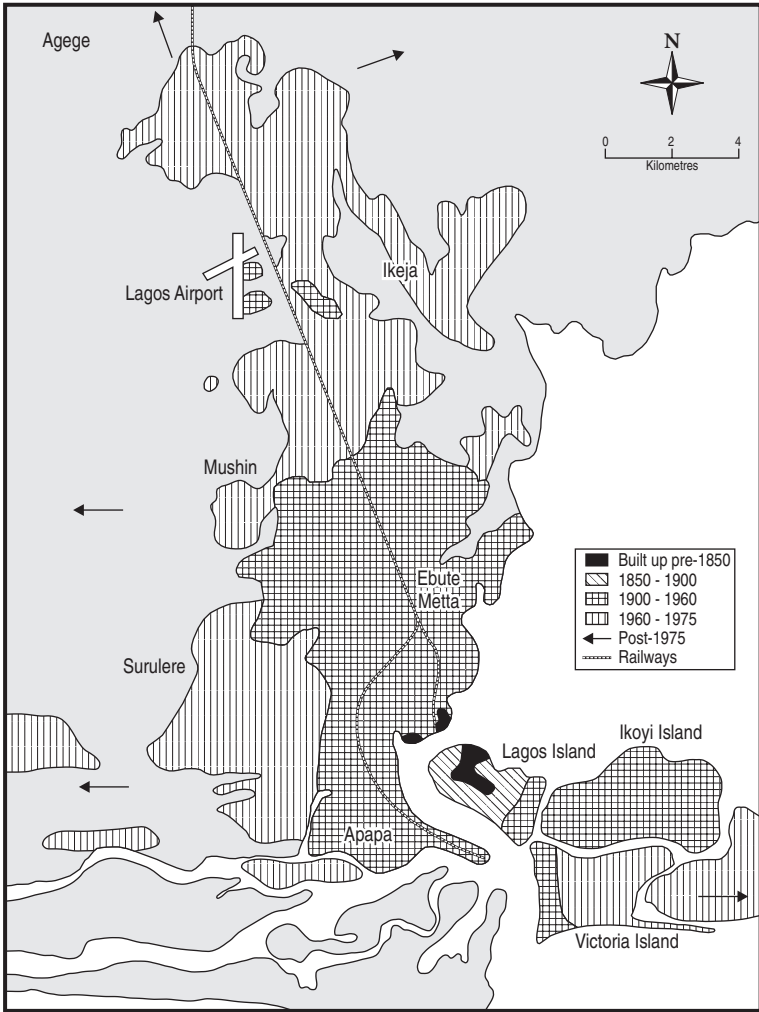 Agege
N
0 2 4
Kilometres
Ikeja
Lagos Airport
Mushin
Ebute
Metta
Built up pre-1850
1850 - 1900
1900 - 1960
1960 - 1975
Post-1975
Railways
Surulere
Lagos Island
Ikoyi Island
Apapa
Victoria Island